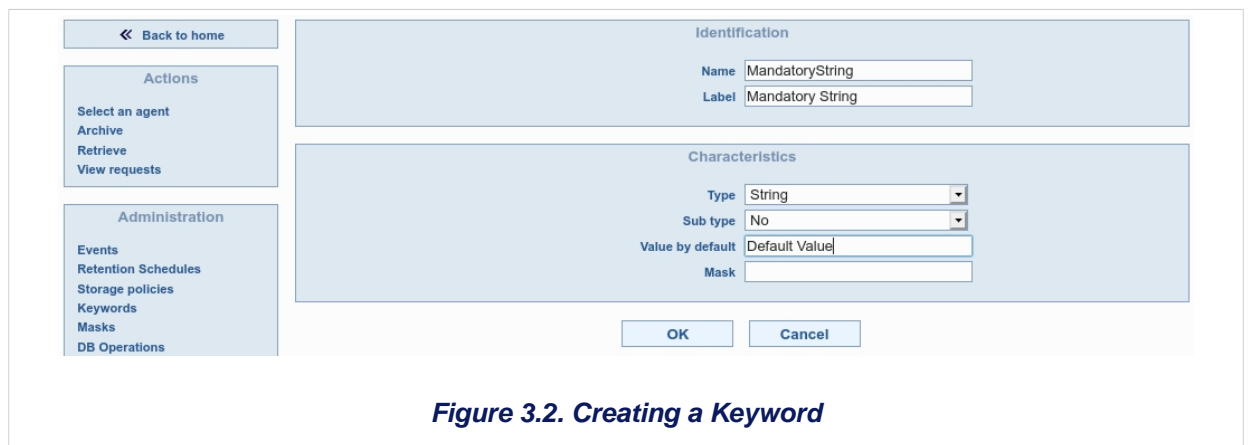 « Back to home
Actions
Select an agent
Archive
Retrieve
View requests
Administration
Events
Retention Schedules
Storage policies
Keywords
Masks
DB Operations
Identification
Name MandatoryString
Label Mandatory String
Characteristics
Type String
Sub type No
Value by default Default Value
Mask
OK Cancel
Figure 3.2. Creating a Keyword